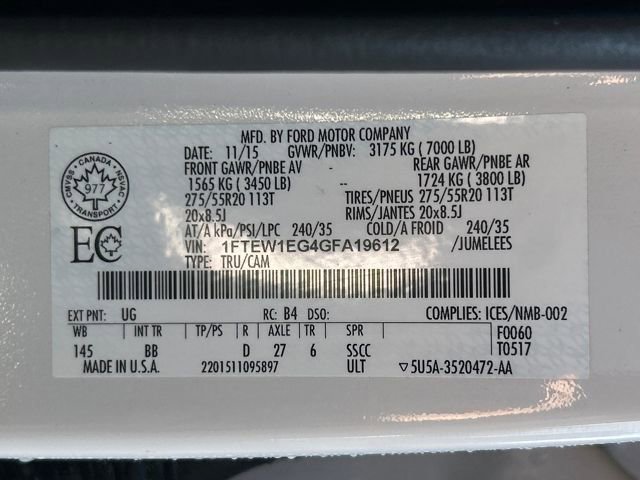 MFD. BY FORD MOTOR COMPANY
DATE: 11/15 GVWR/PNBV: 3175 KG ( 7000 LB)
FRONT GAWR/PNBE AV REAR GAWR/PNBE AR
1565 KG ( 3450 LB) -- 1724 KG ( 3800 LB)
275/55R20 113T TIRES/PNEUS 275/55R20 113T
20x8.5J RIMS/JANTES 20x8.5J
AT/A kPa/PSI/LPC 240/35 COLD/A FROID 240/35
VIN: 1FTEW1EG4GFA19612 /JUMELEES
TYPE: TRU/CAM
CMVSS - CANADA - NSVAC
977
TRANSPORT
EC
EXT PNT: UG RC: B4 DSO: COMPLIES: ICES/NMB-002
WB INT TR TP/PS R AXLE TR SPR F0060
145 BB D 27 6 SSCC T0517
MADE IN U.S.A. 2201511095897 ULT 5U5A-3520472-AA